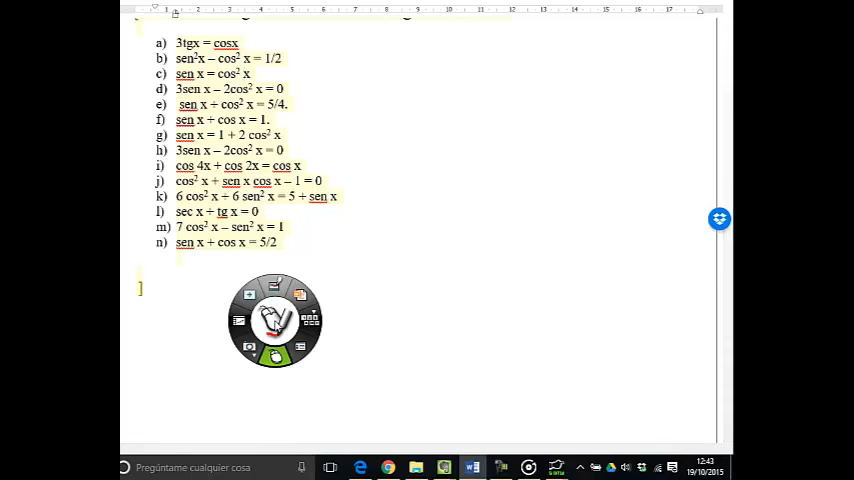 a) 3tgx = cosx
b) sen²x – cos² x = 1/2
c) sen x = cos² x
d) 3sen x – 2cos² x = 0
e) sen x + cos² x = 5/4.
f) sen x + cos x = 1.
g) sen x = 1 + 2 cos² x
h) 3sen x – 2cos² x = 0
i) cos 4x + cos 2x = cos x
j) cos² x + sen x cos x – 1 = 0
k) 6 cos² x + 6 sen² x = 5 + sen x
l) sec x + tg x = 0
m) 7 cos² x – sen² x = 1
n) sen x + cos x = 5/2
]
Pregúntame cualquier cosa
12:43
19/10/2015